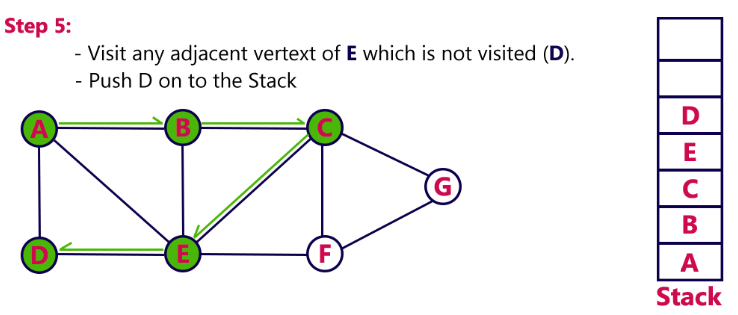 Step 5:
- Visit any adjacent vertext of E which is not visited (D).
- Push D on to the Stack
A
B
C
G
D
E
F
D
E
C
B
A
Stack